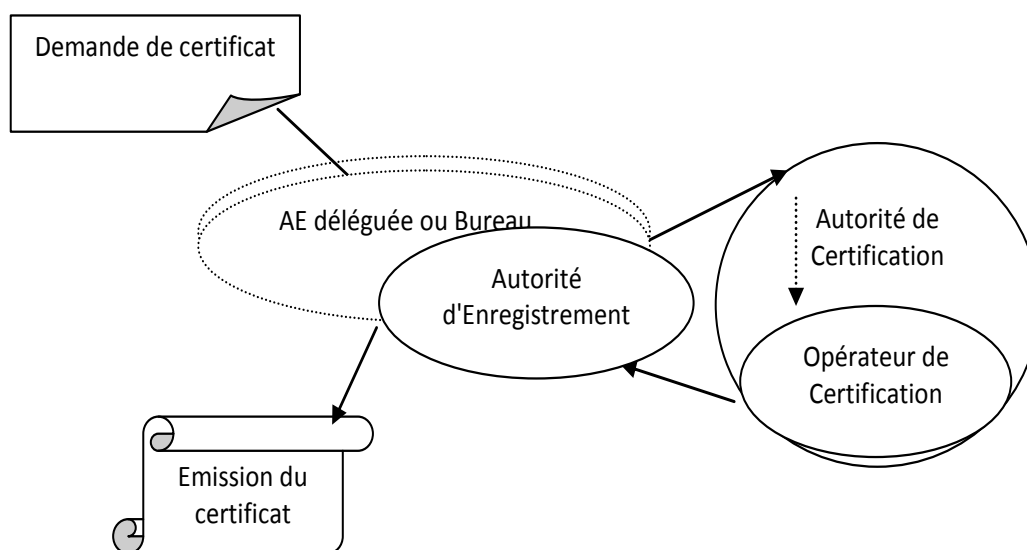 Demande de certificat
AE déléguée ou Bureau
Autorité
d'Enregistrement
Autorité de
Certification
Opérateur de
Certification
Emission du
certificat